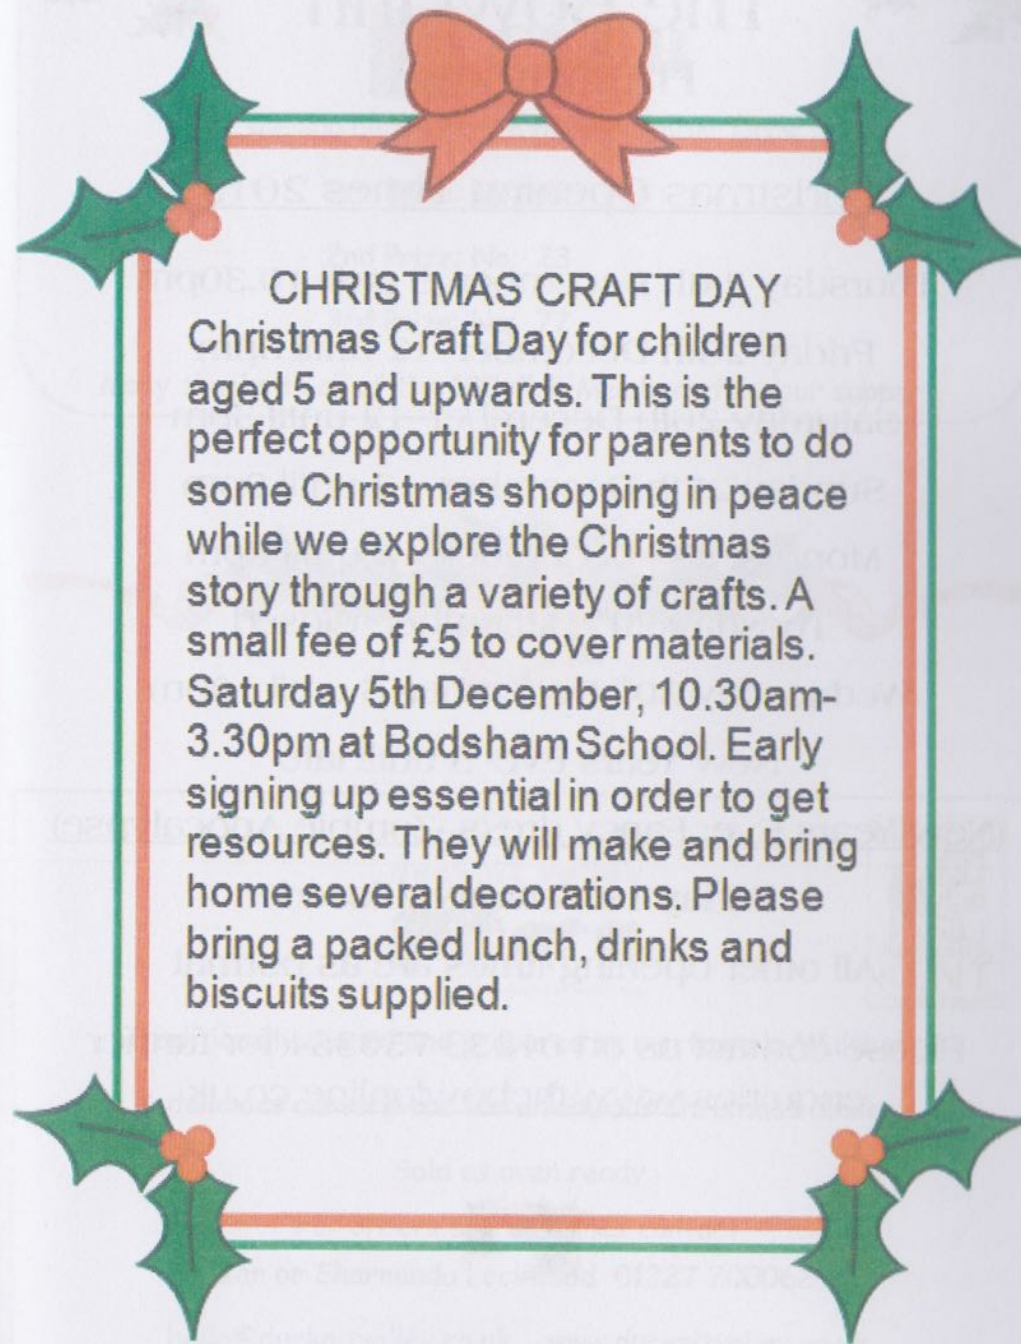 CHRISTMAS CRAFT DAY
Christmas Craft Day for children
aged 5 and upwards. This is the
perfect opportunity for parents to do
some Christmas shopping in peace
while we explore the Christmas
story through a variety of crafts. A
small fee of £5 to cover materials.
Saturday 5th December, 10.30am-
3.30pm at Bodsham School. Early
signing up essential in order to get
resources. They will make and bring
home several decorations. Please
bring a packed lunch, drinks and
biscuits supplied.